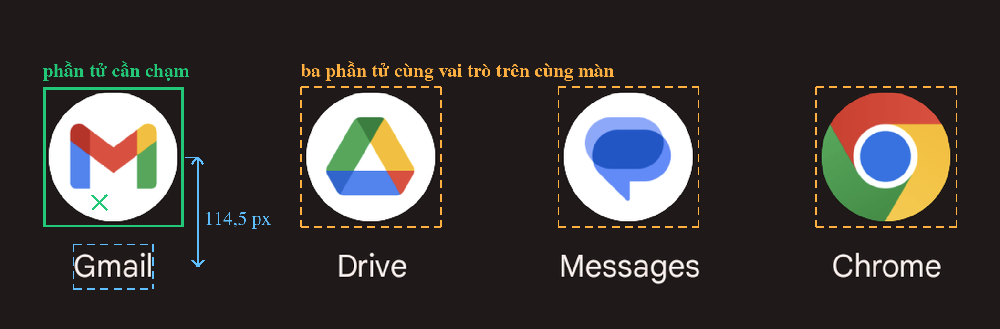 phần tử cần chạm
ba phần tử cùng vai trò trên cùng màn
114,5 px
Gmail
Drive
Messages
Chrome